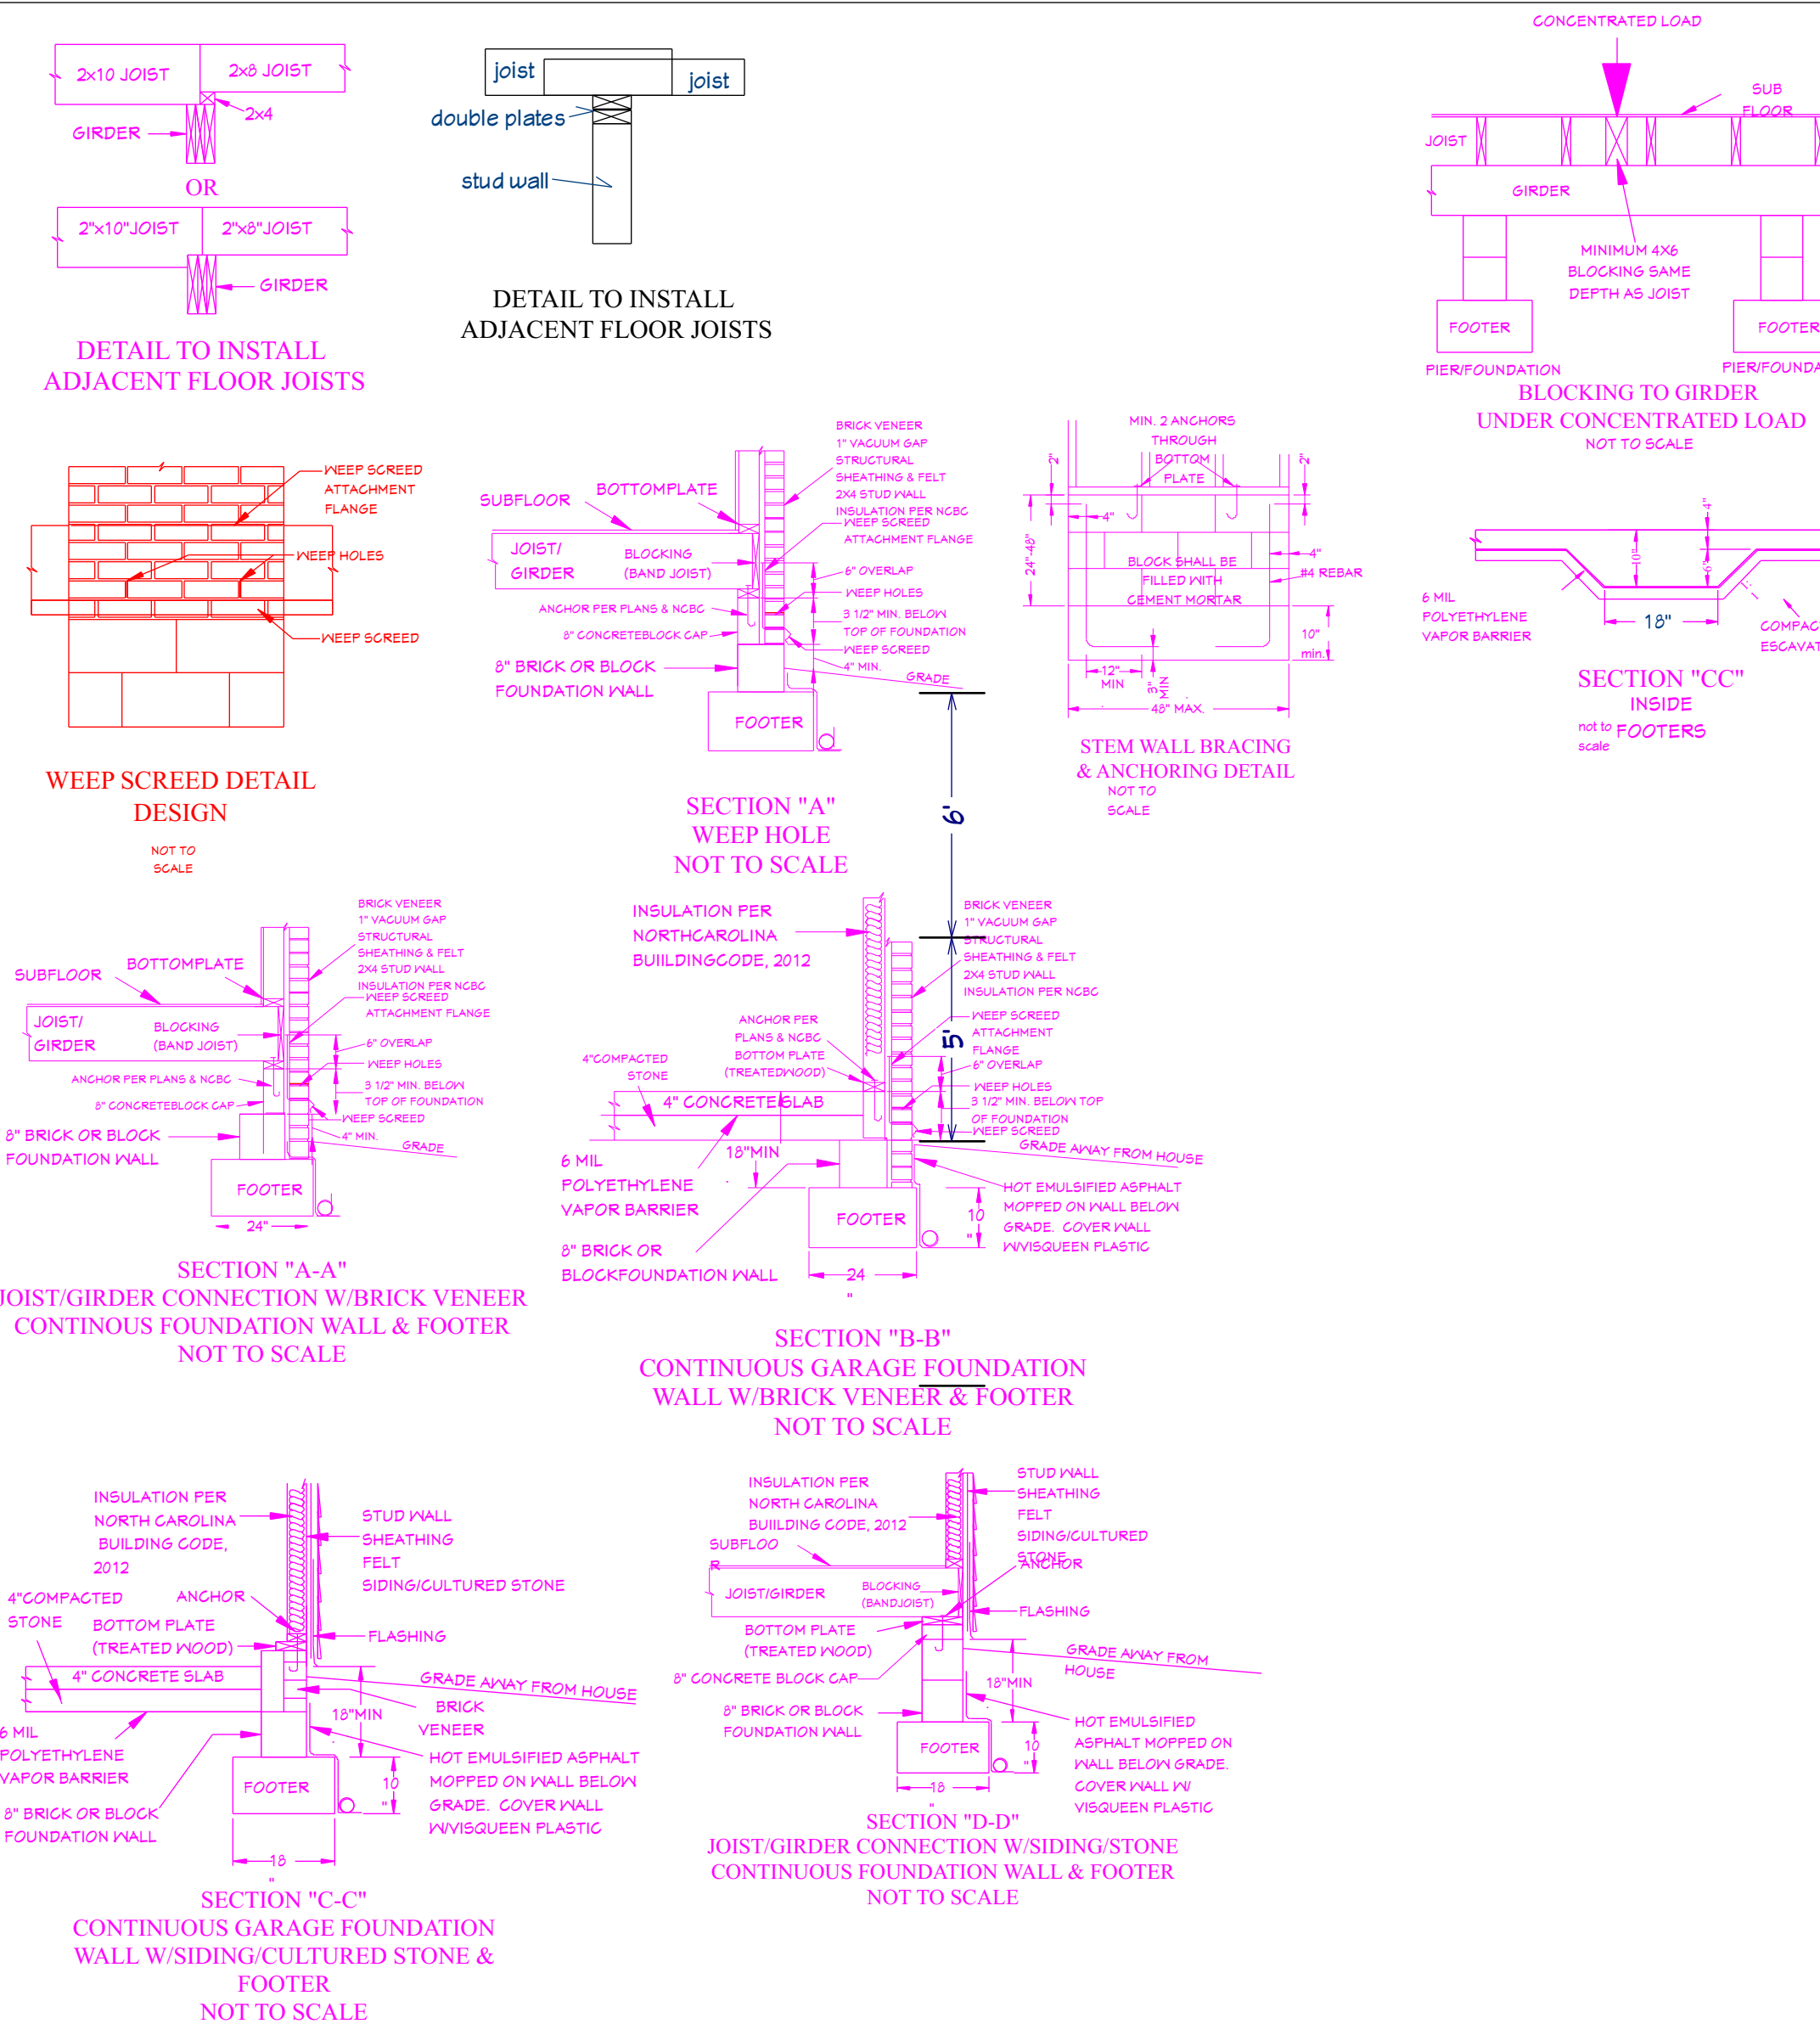 2x10 JOIST
2x8 JOIST
2x4
GIRDER
OR
2"x10"JOIST
2"x8"JOIST
GIRDER
DETAIL TO INSTALL
ADJACENT FLOOR JOISTS
joist
joist
double plates
stud wall
DETAIL TO INSTALL
ADJACENT FLOOR JOISTS
CONCENTRATED LOAD
SUB
FLOOR
JOIST
GIRDER
MINIMUM 4X6
BLOCKING SAME
DEPTH AS JOIST
FOOTER
FOOTER
PIER/FOUNDATION
PIER/FOUNDA
BLOCKING TO GIRDER
UNDER CONCENTRATED LOAD
NOT TO SCALE
WEEP SCREED
ATTACHMENT
FLANGE
WEEP HOLES
WEEP SCREED
WEEP SCREED DETAIL
DESIGN
NOT TO
SCALE
BRICK VENEER
1" VACUUM GAP
STRUCTURAL
SHEATHING & FELT
2X4 STUD WALL
INSULATION PER NCBC
WEEP SCREED
ATTACHMENT FLANGE
SUBFLOOR
BOTTOMPLATE
JOIST/
GIRDER
BLOCKING
(BAND JOIST)
6" OVERLAP
WEEP HOLES
ANCHOR PER PLANS & NCBC
3 1/2" MIN. BELOW
TOP OF FOUNDATION
8" CONCRETEBLOCK CAP
WEEP SCREED
4" MIN.
8" BRICK OR BLOCK
FOUNDATION WALL
GRADE
FOOTER
SECTION "A"
WEEP HOLE
NOT TO SCALE
MIN. 2 ANCHORS
THROUGH
BOTTOM
PLATE
2"
2"
4"
24"-48"
BLOCK SHALL BE
FILLED WITH
CEMENT MORTAR
4"
#4 REBAR
10"
min.
12"
MIN
3"
MIN
48" MAX.
STEM WALL BRACING
& ANCHORING DETAIL
NOT TO
SCALE
4"
10"
6"
6 MIL
POLYETHYLENE
VAPOR BARRIER
18"
COMPAC
ESCAVAT
SECTION "CC"
INSIDE
not to FOOTERS
scale
6'
5'
BRICK VENEER
1" VACUUM GAP
STRUCTURAL
SHEATHING & FELT
2X4 STUD WALL
INSULATION PER NCBC
WEEP SCREED
ATTACHMENT FLANGE
SUBFLOOR
BOTTOMPLATE
JOIST/
GIRDER
BLOCKING
(BAND JOIST)
6" OVERLAP
WEEP HOLES
ANCHOR PER PLANS & NCBC
3 1/2" MIN. BELOW
TOP OF FOUNDATION
8" CONCRETEBLOCK CAP
WEEP SCREED
4" MIN.
8" BRICK OR BLOCK
FOUNDATION WALL
GRADE
FOOTER
24"
SECTION "A-A"
JOIST/GIRDER CONNECTION W/BRICK VENEER
CONTINOUS FOUNDATION WALL & FOOTER
NOT TO SCALE
INSULATION PER
NORTHCAROLINA
BUIILDINGCODE, 2012
BRICK VENEER
1" VACUUM GAP
STRUCTURAL
SHEATHING & FELT
2X4 STUD WALL
INSULATION PER NCBC
WEEP SCREED
ATTACHMENT
FLANGE
6" OVERLAP
WEEP HOLES
3 1/2" MIN. BELOW TOP
OF FOUNDATION
WEEP SCREED
ANCHOR PER
PLANS & NCBC
BOTTOM PLATE
(TREATEDWOOD)
4"COMPACTED
STONE
4" CONCRETE SLAB
GRADE AWAY FROM HOUSE
18"MIN
6 MIL
POLYETHYLENE
VAPOR BARRIER
HOT EMULSIFIED ASPHALT
MOPPED ON WALL BELOW
GRADE. COVER WALL
W/VISQUEEN PLASTIC
FOOTER
10
"
8" BRICK OR
BLOCKFOUNDATION WALL
24
"
SECTION "B-B"
CONTINUOUS GARAGE FOUNDATION
WALL W/BRICK VENEER & FOOTER
NOT TO SCALE
INSULATION PER
NORTH CAROLINA
BUILDING CODE,
2012
STUD WALL
SHEATHING
FELT
SIDING/CULTURED STONE
4"COMPACTED
STONE
ANCHOR
BOTTOM PLATE
(TREATED WOOD)
FLASHING
4" CONCRETE SLAB
GRADE AWAY FROM HOUSE
18"MIN
BRICK
VENEER
6 MIL
POLYETHYLENE
VAPOR BARRIER
HOT EMULSIFIED ASPHALT
MOPPED ON WALL BELOW
GRADE. COVER WALL
W/VISQUEEN PLASTIC
FOOTER
10
"
8" BRICK OR BLOCK
FOUNDATION WALL
18
"
SECTION "C-C"
CONTINUOUS GARAGE FOUNDATION
WALL W/SIDING/CULTURED STONE &
FOOTER
NOT TO SCALE
INSULATION PER
NORTH CAROLINA
BUIILDING CODE, 2012
STUD WALL
SHEATHING
FELT
SIDING/CULTURED
STONE
ANCHOR
SUBFLOO
R
JOIST/GIRDER
BLOCKING
(BANDJOIST)
FLASHING
BOTTOM PLATE
(TREATED WOOD)
GRADE AWAY FROM
HOUSE
8" CONCRETE BLOCK CAP
18"MIN
8" BRICK OR BLOCK
FOUNDATION WALL
HOT EMULSIFIED
ASPHALT MOPPED ON
WALL BELOW GRADE.
COVER WALL W/
VISQUEEN PLASTIC
FOOTER
10
"
18
"
SECTION "D-D"
JOIST/GIRDER CONNECTION W/SIDING/STONE
CONTINUOUS FOUNDATION WALL & FOOTER
NOT TO SCALE